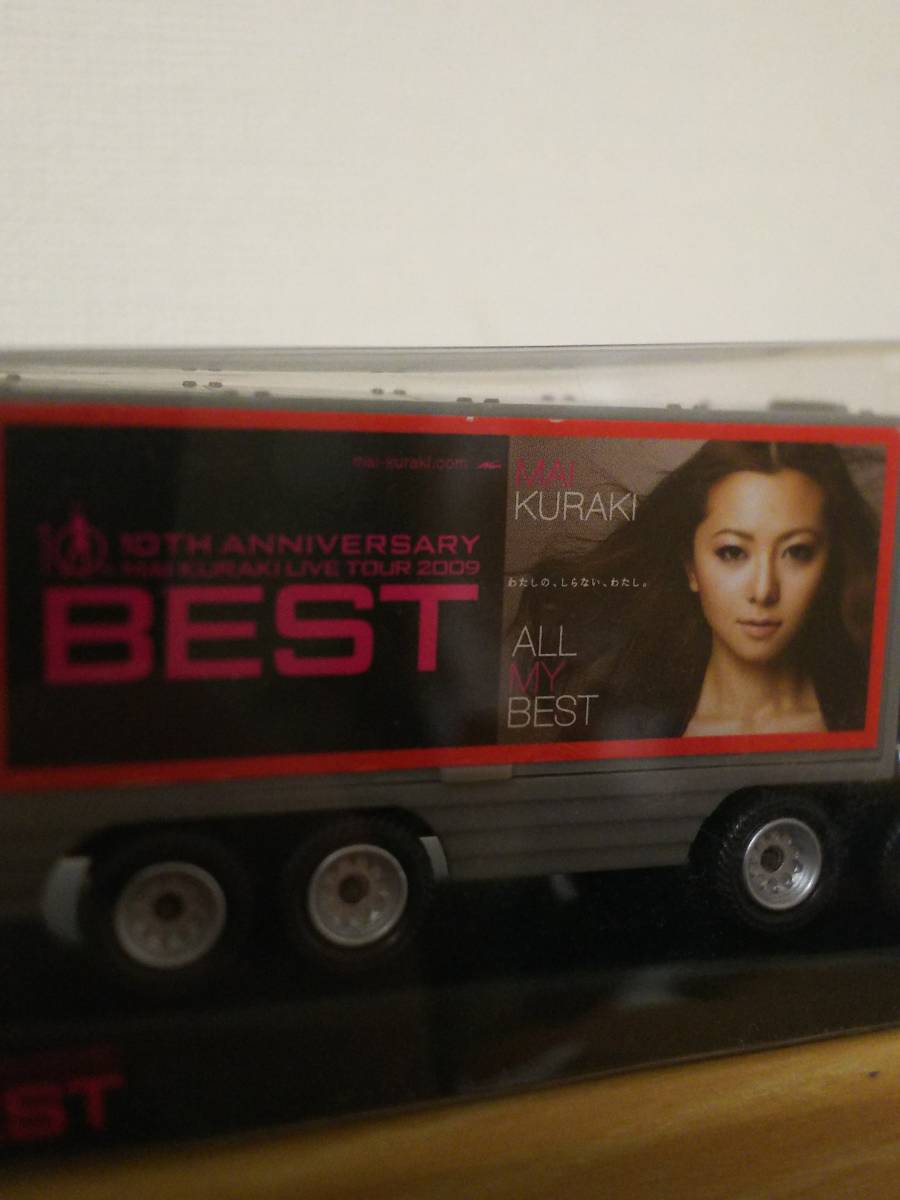 mai-kuraki.com
10TH ANNIVERSARY
MAI KURAKI LIVE TOUR 2009
BEST
MAI
KURAKI
わたしの、しらない、わたし。
ALL
MY
BEST
EST